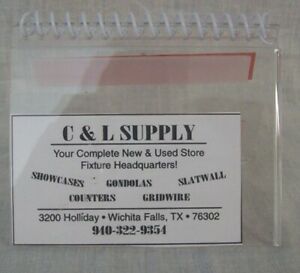 C & L SUPPLY
Your Complete New & Used Store
Fixture Headquarters!
SHOWCASES GONDOLAS SLATWALL
COUNTERS GRIDWIRE
3200 Holliday • Wichita Falls, TX • 76302
940-322-9354